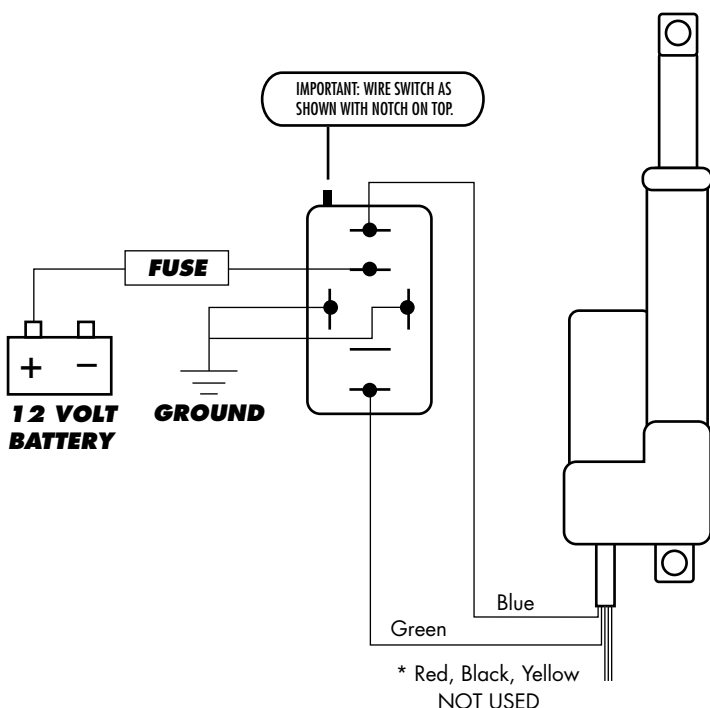 IMPORTANT: WIRE SWITCH AS
SHOWN WITH NOTCH ON TOP.
FUSE
+ −
12 VOLT
BATTERY
GROUND
Blue
Green
* Red, Black, Yellow
NOT USED